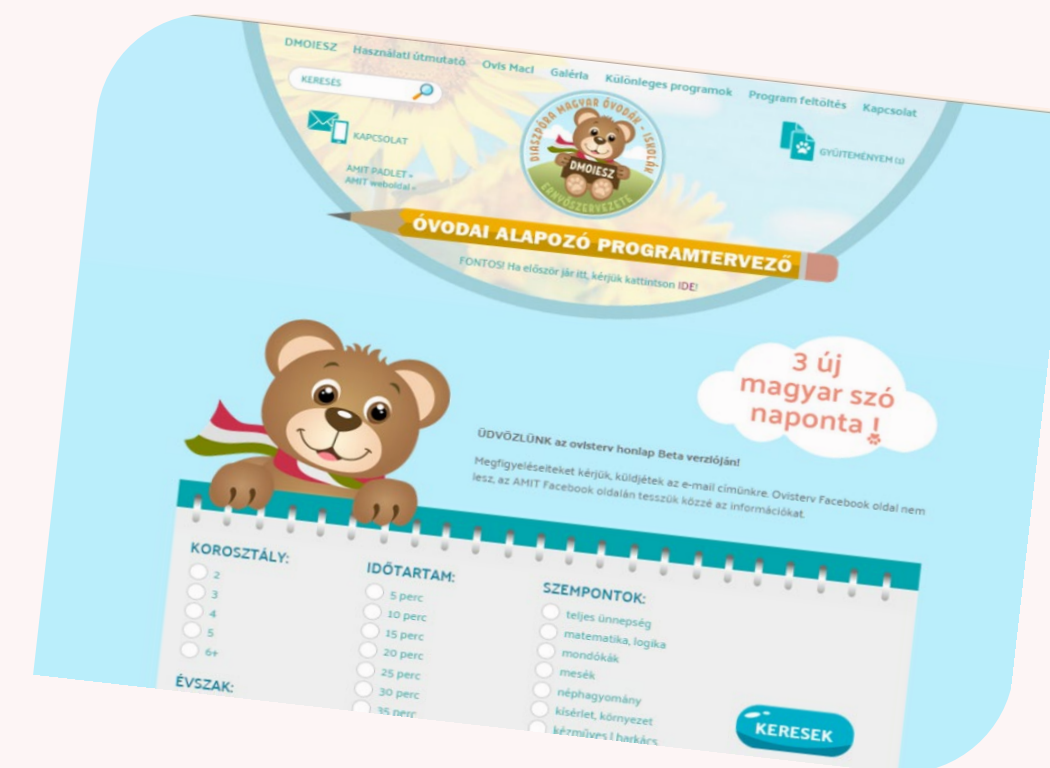 DMOIESZ Használati útmutató Ovis Maci Galéria Különleges programok Program feltöltés Kapcsolat
KERESÉS
KAPCSOLAT
AMIT PADLET »
AMIT weboldal »
DIASZPÓRA MAGYAR ÓVODÁK - ISKOLÁK
DMOIESZ
ERNYŐSZERVEZETE
GYŰJTEMÉNYEM (0)
ÓVODAI ALAPOZÓ PROGRAMTERVEZŐ
FONTOS! Ha először jár itt, kérjük kattintson IDE!
3 új
magyar szó
naponta !
ÜDVÖZLÜNK az ovisterv honlap Beta verzióján!
Megfigyeléseiteket kérjük, küldjétek az e-mail címünkre. Ovisterv Facebook oldal nem
lesz, az AMIT Facebook oldalán tesszük közzé az információkat.
KOROSZTÁLY:
2
3
4
5
6+
ÉVSZAK:
IDŐTARTAM:
5 perc
10 perc
15 perc
20 perc
25 perc
30 perc
35 perc
SZEMPONTOK:
teljes ünnepség
matematika, logika
mondókák
mesék
néphagyomány
kísérlet, környezet
kézműves | barkács
KERESEK